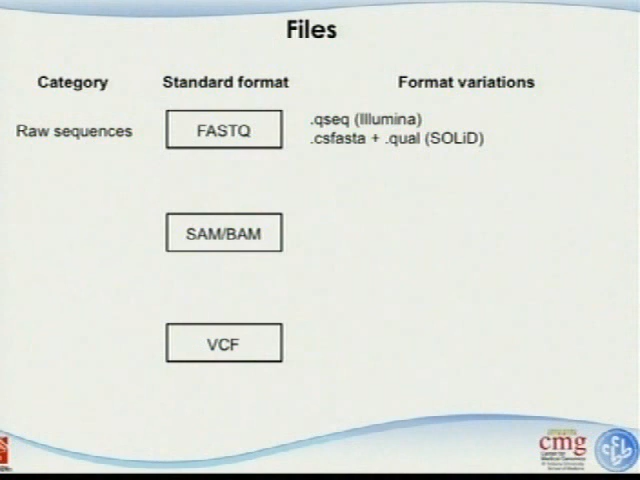 Files
Category Standard format Format variations
Raw sequences FASTQ .qseq (Illumina)
.csfasta + .qual (SOLiD)
SAM/BAM
VCF
cmg